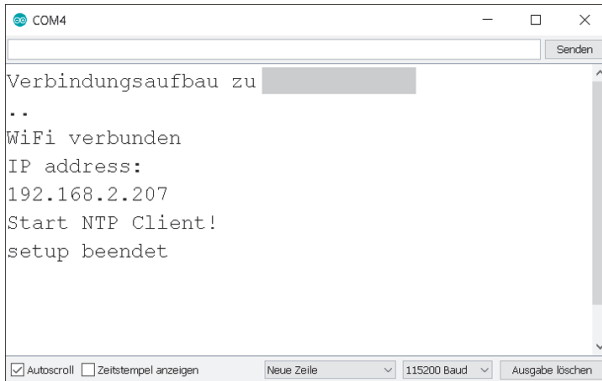 COM4
Senden
Verbindungsaufbau zu
..
WiFi verbunden
IP address:
192.168.2.207
Start NTP Client!
setup beendet
Autoscroll Zeitstempel anzeigen Neue Zeile 115200 Baud Ausgabe löschen